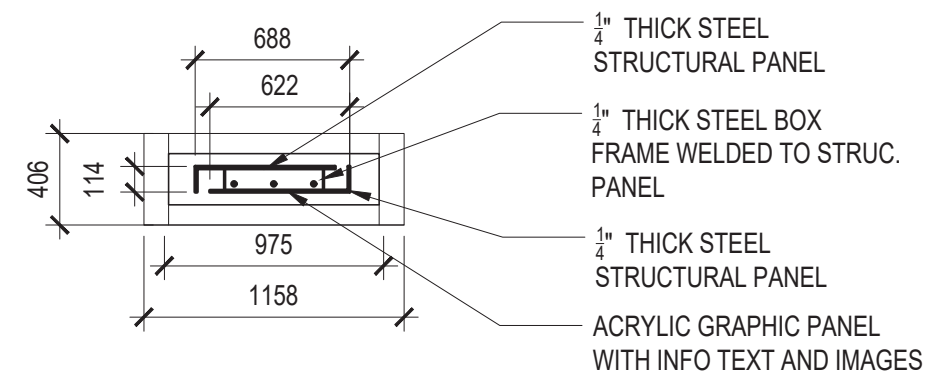 688
622
406
114
975
1158
1/4" THICK STEEL
STRUCTURAL PANEL
1/4" THICK STEEL BOX
FRAME WELDED TO STRUC.
PANEL
1/4" THICK STEEL
STRUCTURAL PANEL
ACRYLIC GRAPHIC PANEL
WITH INFO TEXT AND IMAGES